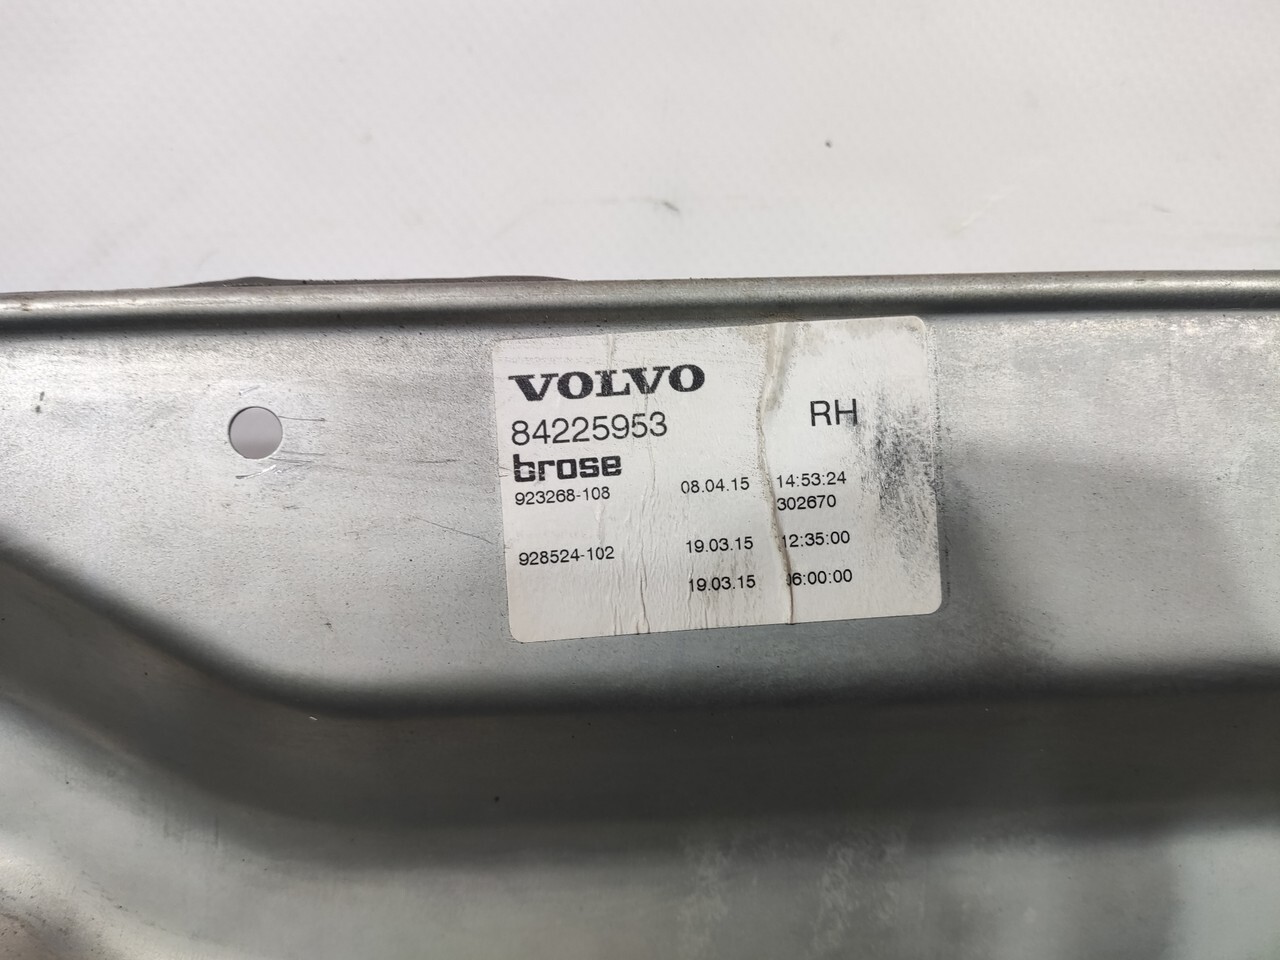 VOLVO
84225953 RH
brose
923268-108 08.04.15 14:53:24
302670
928524-102 19.03.15 12:35:00
19.03.15